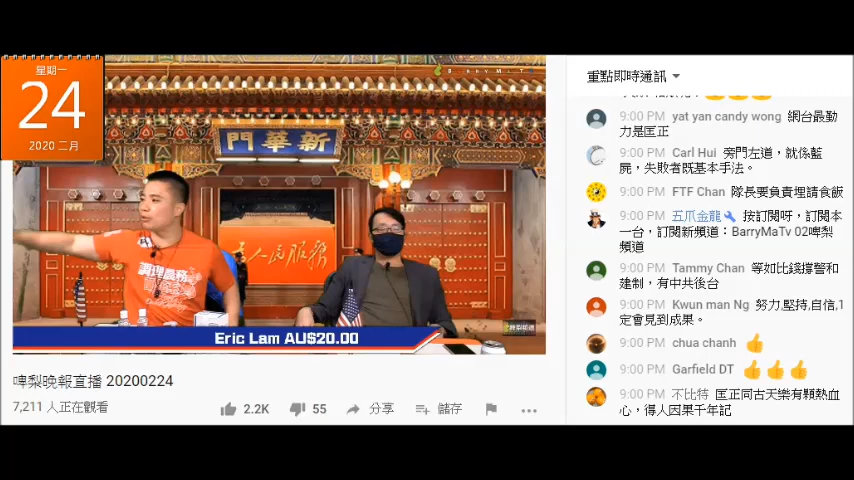 星期一
24
2020 二月
BARRYMATV
門華新
為人民服務
調理農務
Eric Lam AU$20.00
啤梨晚報直播 20200224
7,211 人正在觀看
2.2K
55
分享
儲存
重點即時通訊
9:00 PM yat yan candy wong 網台最勤
力是匡正
9:00 PM Carl Hui 旁門左道，就係藍
屍，失敗者既基本手法。
9:00 PM FTF Chan 隊長要負責埋請食飯
9:00 PM 五爪金龍 按訂閱呀，訂閱本
一台，訂閱新頻道：BarryMaTv 02啤梨
頻道
9:00 PM Tammy Chan 等如比錢撐警和
建制，有中共後台
9:00 PM Kwun man Ng 努力,堅持,自信,1
定會見到成果。
9:00 PM chua chanh 👍
9:00 PM Garfield DT 👍👍👍
9:00 PM 不比特 匡正同古天樂有顆熱血
心，得人因果千年記